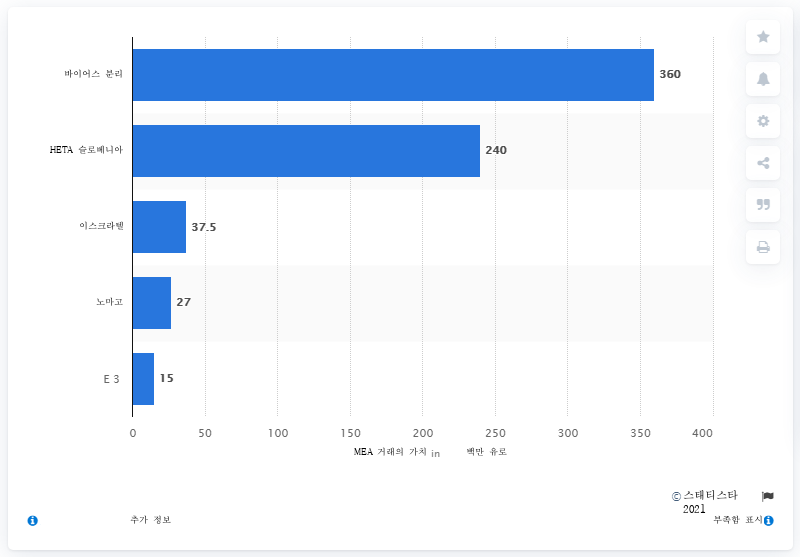 바이어스 분리
360
HETA 슬로베니아
240
이스크라텔
37.5
노마고
27
E 3
15
0 50 100 150 200 250 300 350 400
MEA 거래의 가치 in 백만 유로
© 스태티스타
2021
추가 정보
부족함 표시